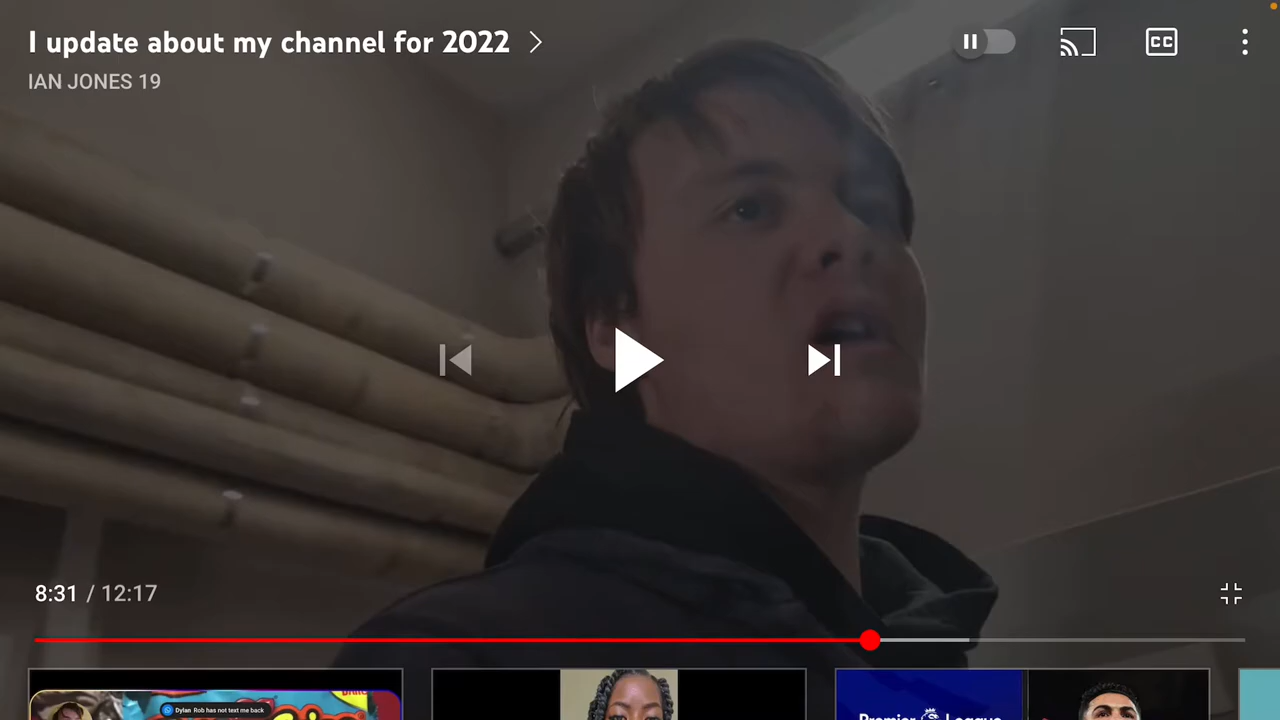 I update about my channel for 2022
IAN JONES 19
CC
8:31 / 12:17
Dylan Rob has not text me back
Premier League